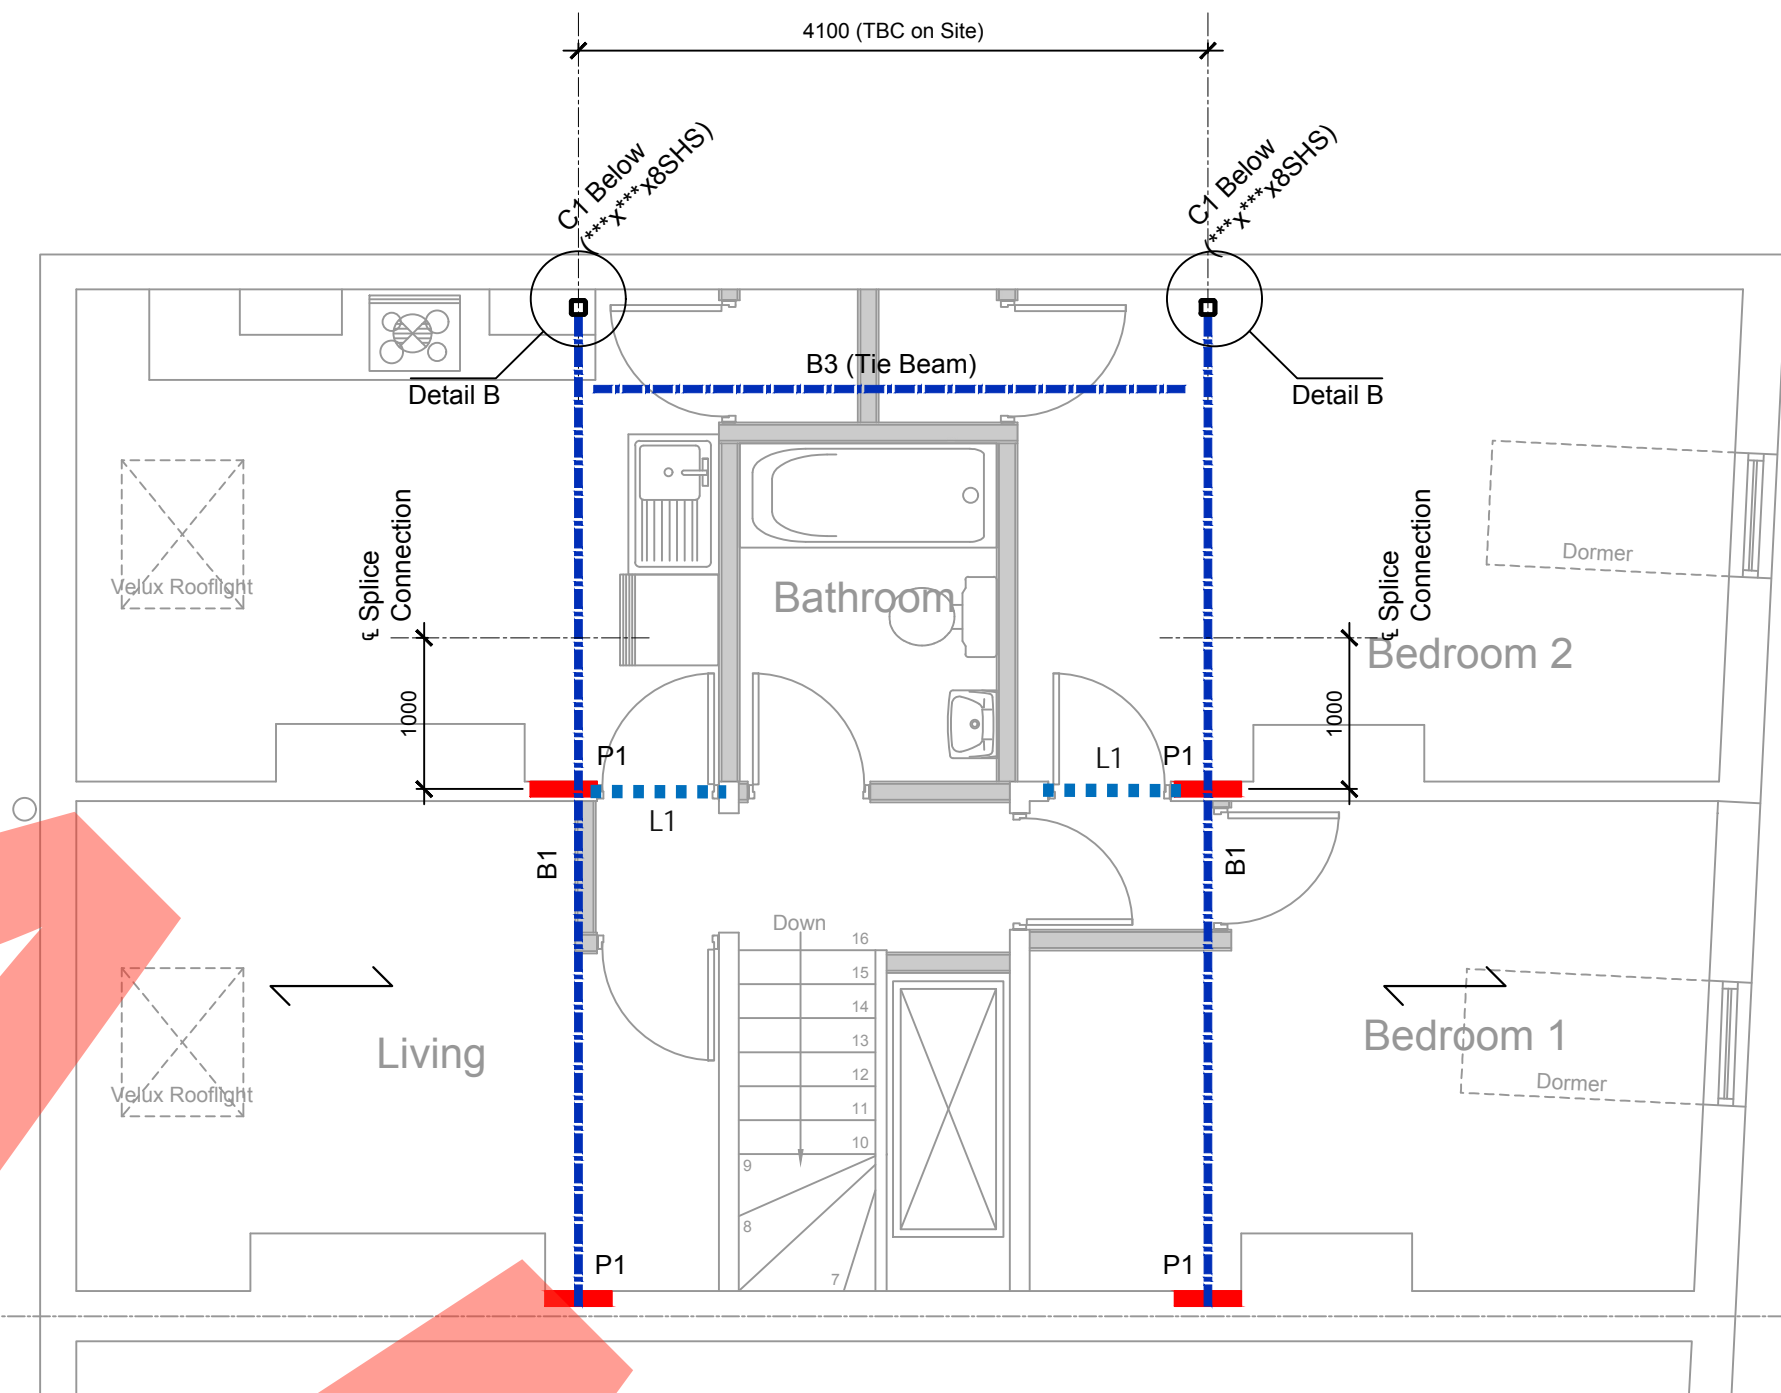 4100 (TBC on Site)
C1 Below
(***x***x8SHS)
C1 Below
(***x***x8SHS)
B3 (Tie Beam)
Detail B
Detail B
Velux Rooflight
℄ Splice
Connection
Bathroom
Dormer
℄ Splice
Connection
Bedroom 2
1000
1000
P1
L1
P1
L1
B1
B1
Down
16
15
14
13
12
11
10
9
8
7
Living
Bedroom 1
Velux Rooflight
Dormer
P1
P1